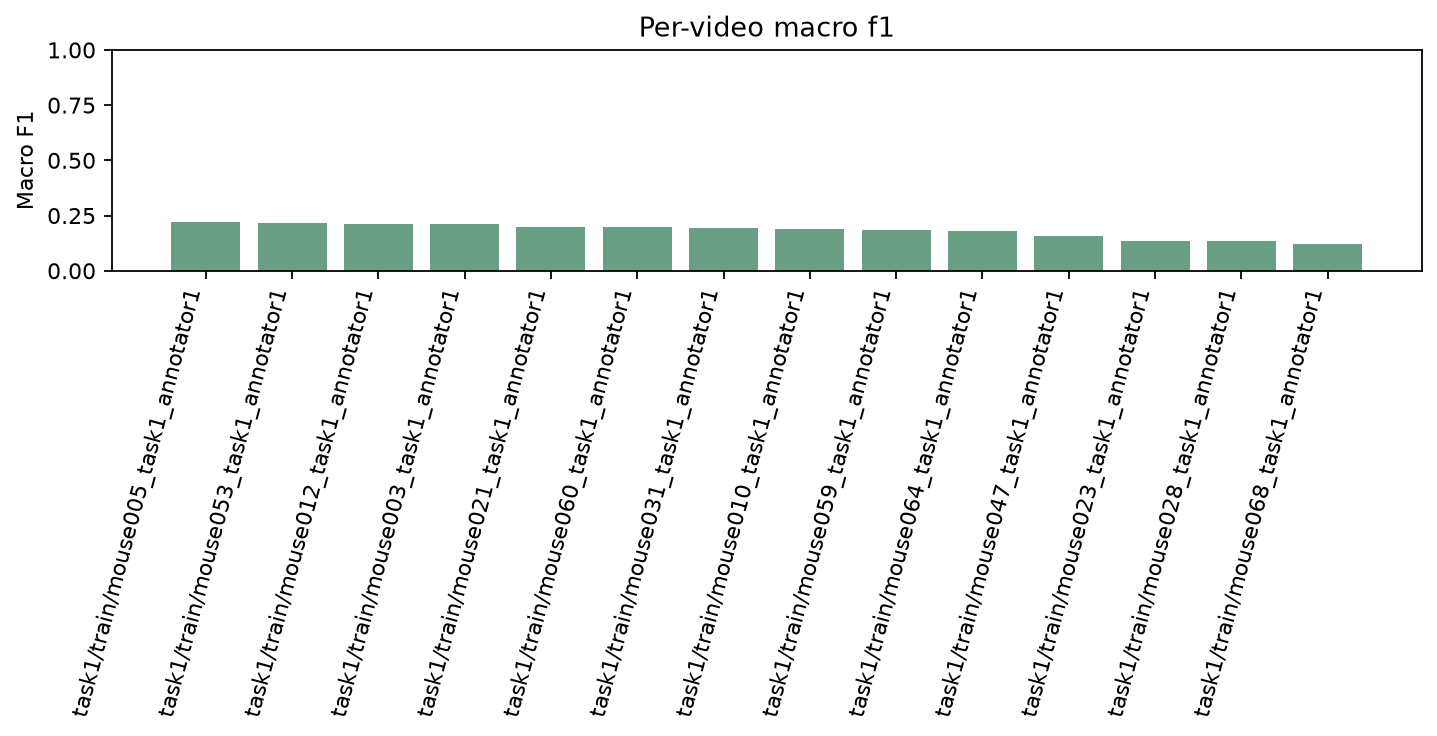 Per-video macro f1
Macro F1
1.00
0.75
0.50
0.25
0.00
task1/train/mouse005_task1_annotator1
task1/train/mouse053_task1_annotator1
task1/train/mouse012_task1_annotator1
task1/train/mouse003_task1_annotator1
task1/train/mouse021_task1_annotator1
task1/train/mouse060_task1_annotator1
task1/train/mouse031_task1_annotator1
task1/train/mouse010_task1_annotator1
task1/train/mouse059_task1_annotator1
task1/train/mouse064_task1_annotator1
task1/train/mouse047_task1_annotator1
task1/train/mouse023_task1_annotator1
task1/train/mouse028_task1_annotator1
task1/train/mouse068_task1_annotator1